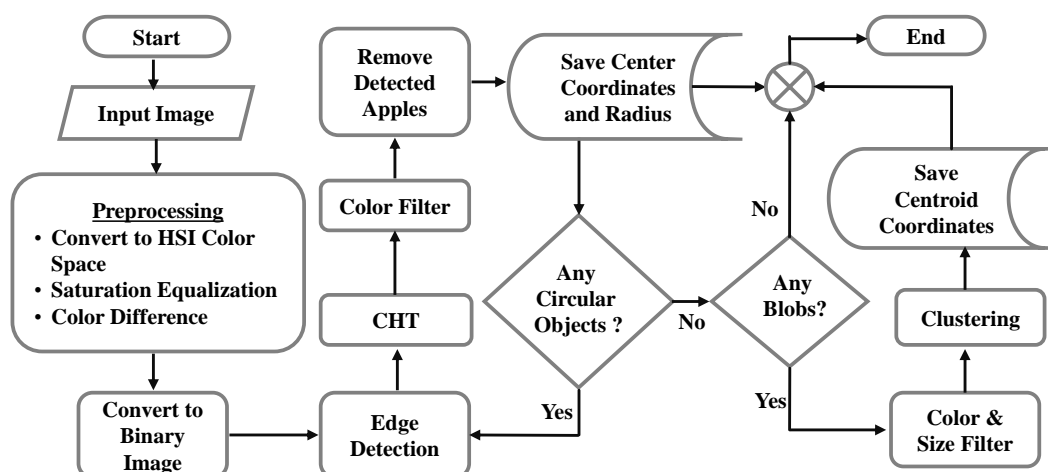 Start
Input Image
Preprocessing
• Convert to HSI Color
Space
• Saturation Equalization
• Color Difference
Convert to
Binary
Image
Edge
Detection
CHT
Color Filter
Remove
Detected
Apples
Save Center
Coordinates
and Radius
Any
Circular
Objects ?
Yes
No
Any
Blobs?
No
Yes
Color &
Size Filter
Clustering
Save
Centroid
Coordinates
End